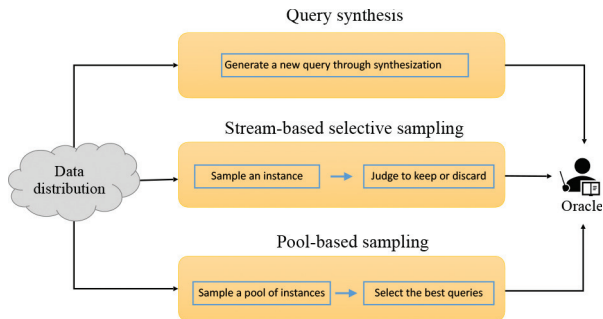 Query synthesis
Generate a new query through synthesization
Stream-based selective sampling
Data
distribution
Sample an instance
Judge to keep or discard
Oracle
Pool-based sampling
Sample a pool of instances
Select the best queries